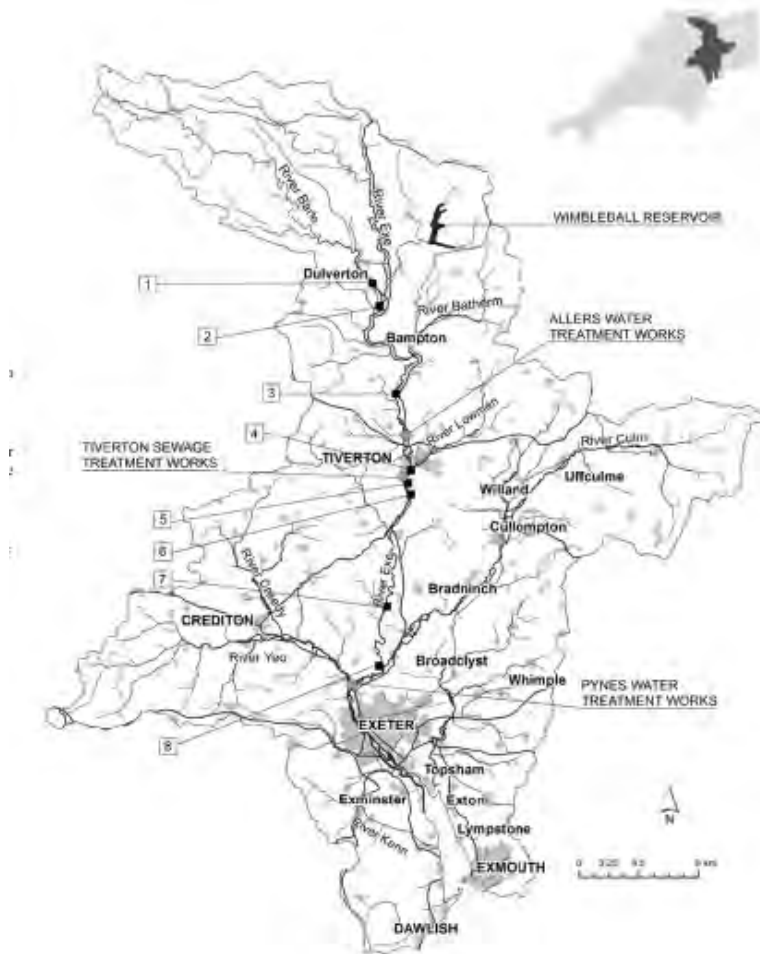 River Barle
River Exe
WIMBLEBALL RESERVOIR
Dulverton
1
2
River Batherm
Bampton
ALLERS WATER
TREATMENT WORKS
3
River Lowman
4
TIVERTON SEWAGE
TREATMENT WORKS
TIVERTON
River Culm
Uffculme
Willand
5
6
Cullompton
7
River Exe
River Creedy
Bradninch
CREDITON
River Yeo
Broadclyst
Whimple
PYNES WATER
TREATMENT WORKS
EXETER
8
Topsham
Exminster
Exton
River Kenn
Lympstone
N
EXMOUTH
0
9 km
DAWLISH